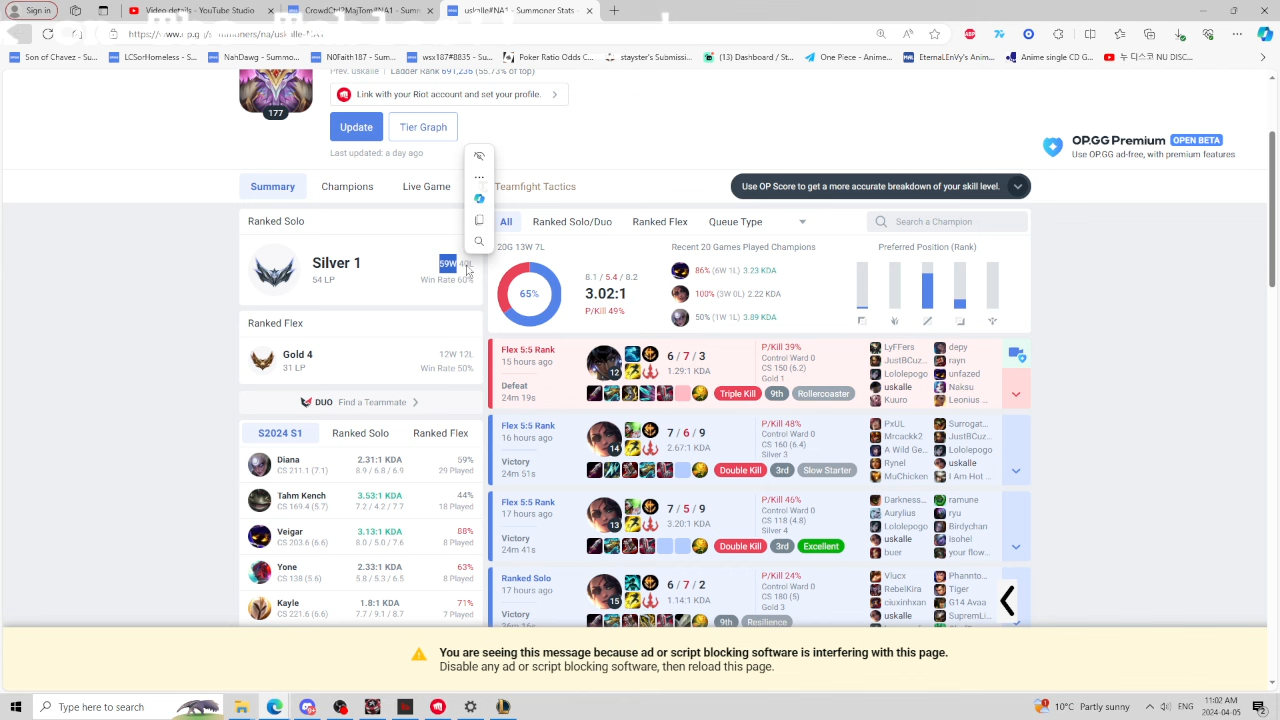 Sign in
https://www.
Son of Chavez - Su...
LCSorHomeless - S...
NahDawg - Summo...
N0Faith187 - Sum...
wsx187#8835 - Su...
Poker Ratio Odds C...
stayster's Submissi...
(13) Dashboard / St...
One Piece - Anime...
EternaLEnVy's Anim...
Anime single CD G...
누 디스코 NU DISC...
Prev. uskalle
Ladder Rank 691,236 (55.73% of top)
177
Link with your Riot account and set your profile.
Update
Tier Graph
Last updated: a day ago
OP.GG Premium OPEN BETA
Use OP.GG ad-free, with premium features
Summary
Champions
Live Game
Teamfight Tactics
Use OP Score to get a more accurate breakdown of your skill level.
Ranked Solo
Silver 1
54 LP
59W 40L
Win Rate 60%
Ranked Flex
Gold 4
31 LP
12W 12L
Win Rate 50%
DUO Find a Teammate
S2024 S1
Ranked Solo
Ranked Flex
Diana 2.31:1 KDA 59%
CS 211.1 (7.1) 8.9 / 6.8 / 6.9 29 Played
Tahm Kench 3.53:1 KDA 44%
CS 169.4 (5.7) 7.2 / 4.2 / 7.7 18 Played
Veigar 3.13:1 KDA 88%
CS 203.6 (6.6) 8.0 / 5.0 / 7.6 8 Played
Yone 2.33:1 KDA 63%
CS 138 (5.6) 5.8 / 5.3 / 6.5 8 Played
Kayle 1.8:1 KDA 71%
CS 221.6 (6.6) 7.7 / 9.1 / 8.7 7 Played
All
Ranked Solo/Duo
Ranked Flex
Queue Type
Search a Champion
20G 13W 7L
65%
8.1 / 5.4 / 8.2
3.02:1
P/Kill 49%
Recent 20 Games Played Champions
86% (6W 1L) 3.23 KDA
100% (3W 0L) 2.22 KDA
50% (1W 1L) 3.89 KDA
Preferred Position (Rank)
Flex 5:5 Rank
15 hours ago
Defeat
24m 19s
12
6 / 7 / 3
1.29:1 KDA
P/Kill 39%
Control Ward 0
CS 150 (6.2)
Gold 1
Triple Kill
9th
Rollercoaster
LyFFers depy
JustBCuz... rayn
Lololepogo unfazed
uskalle Naksu
Kuuro Leonius ...
Flex 5:5 Rank
16 hours ago
Victory
24m 51s
14
7 / 6 / 9
2.67:1 KDA
P/Kill 48%
Control Ward 0
CS 160 (6.4)
Silver 3
Double Kill
3rd
Slow Starter
PxUL Surrogat...
Mrcackk2 JustBCuz...
A Wild Ge... Lololepogo
Rynel uskalle
MuChicken I Am Hot ...
Flex 5:5 Rank
17 hours ago
Victory
24m 41s
13
7 / 5 / 9
3.20:1 KDA
P/Kill 46%
Control Ward 0
CS 118 (4.8)
Silver 4
Double Kill
3rd
Excellent
Darkness... ramune
Aurylius ryu
Lololepogo Birdychan
uskalle isohel
buer your flow...
Ranked Solo
17 hours ago
Victory
15
6 / 7 / 2
1.14:1 KDA
P/Kill 24%
Control Ward 0
CS 180 (5)
Gold 3
9th
Resilience
Vlucx Phannto...
RebelKira Tiger
ciuxinhxan G14 Avaa
uskalle SupremLi...
You are seeing this message because ad or script blocking software is interfering with this page.
Disable any ad or script blocking software, then reload this page.
Type here to search
10°C Partly sunny
ENG
11:02 AM
2024-04-05